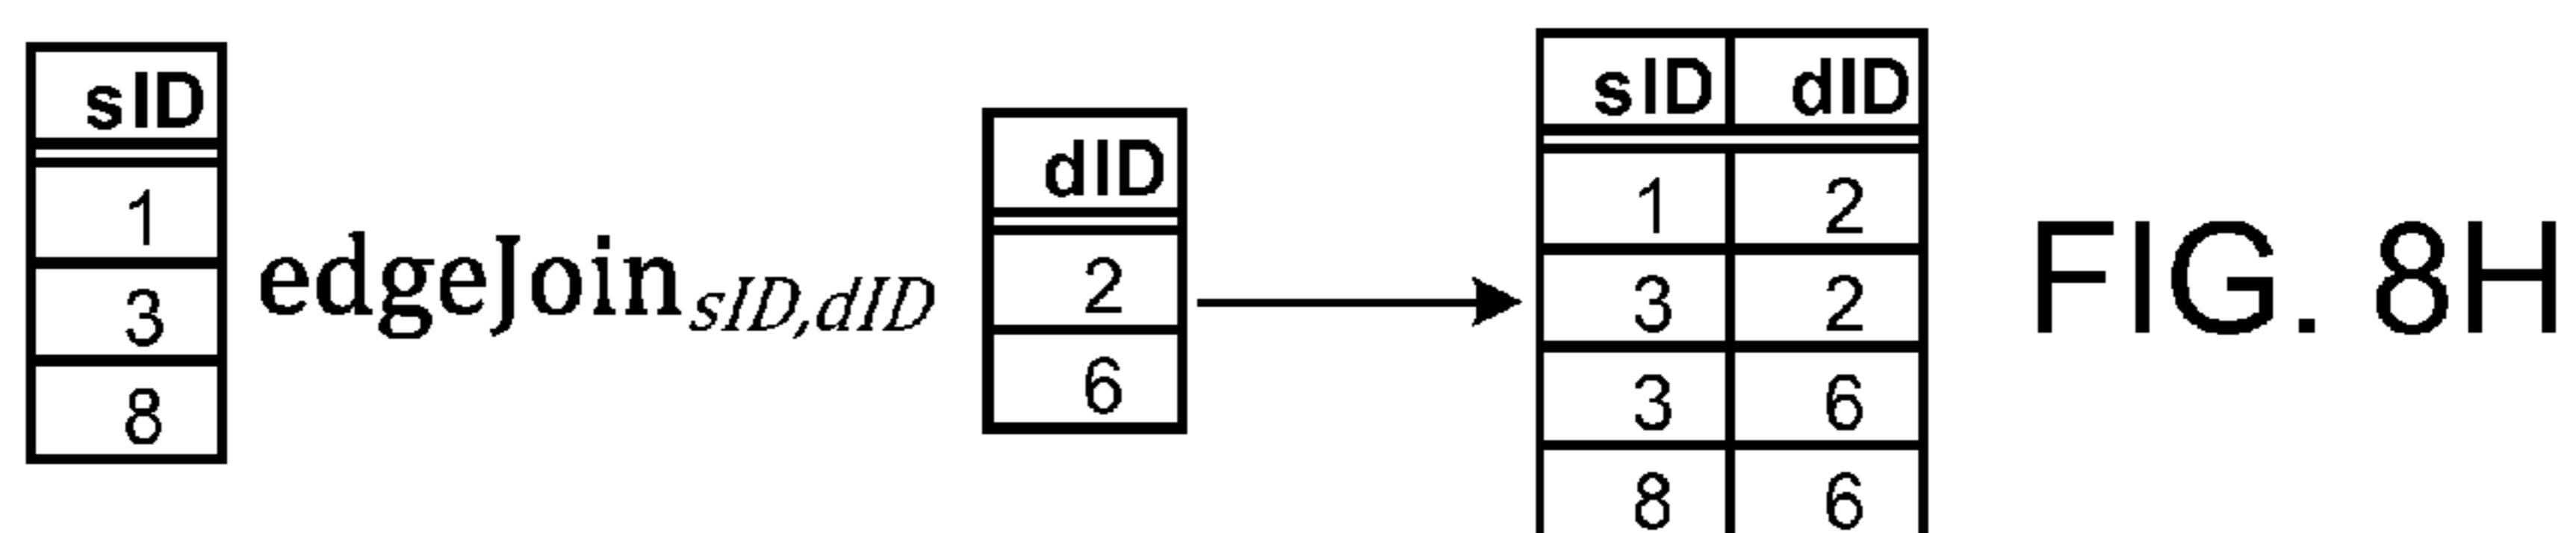 sID
1
3
8
edgeJoin sID,dID
dID
2
6
sID dID
1 2
3 2
3 6
8 6
FIG. 8H